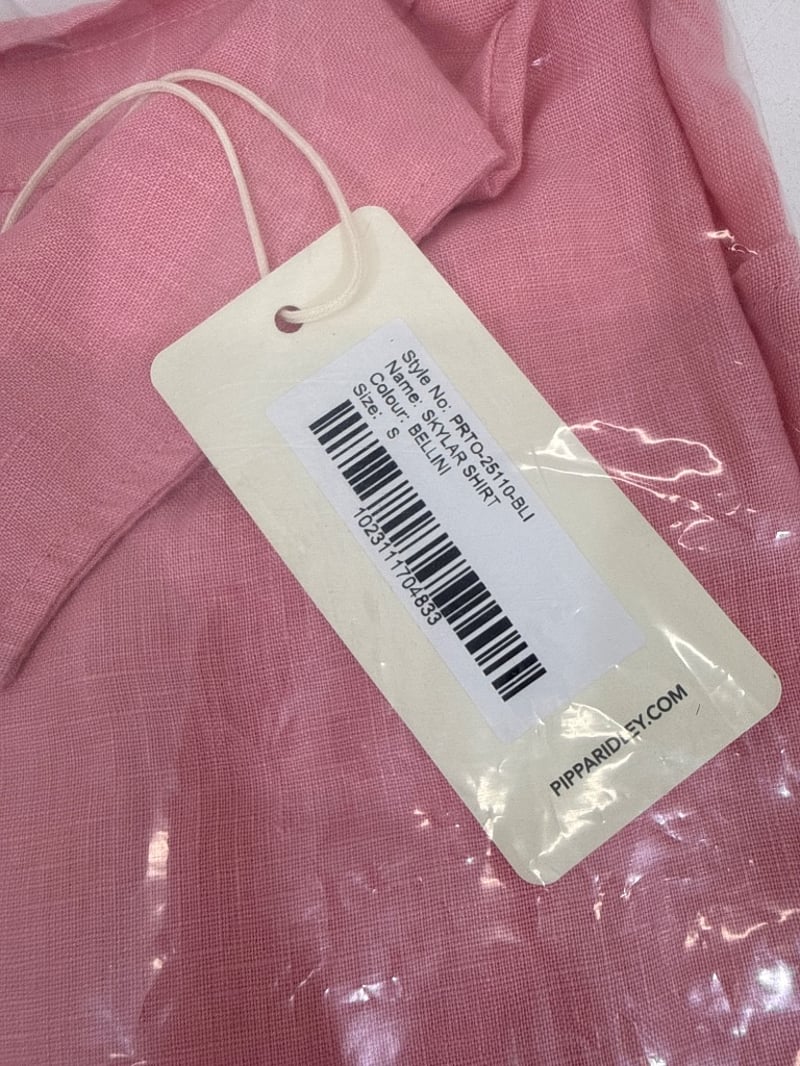 Style No: PRTO-25110-BLI
Name: SKYLAR SHIRT
Colour: BELLINI
Size: S
1023111704833
PIPPARIDLEY.COM